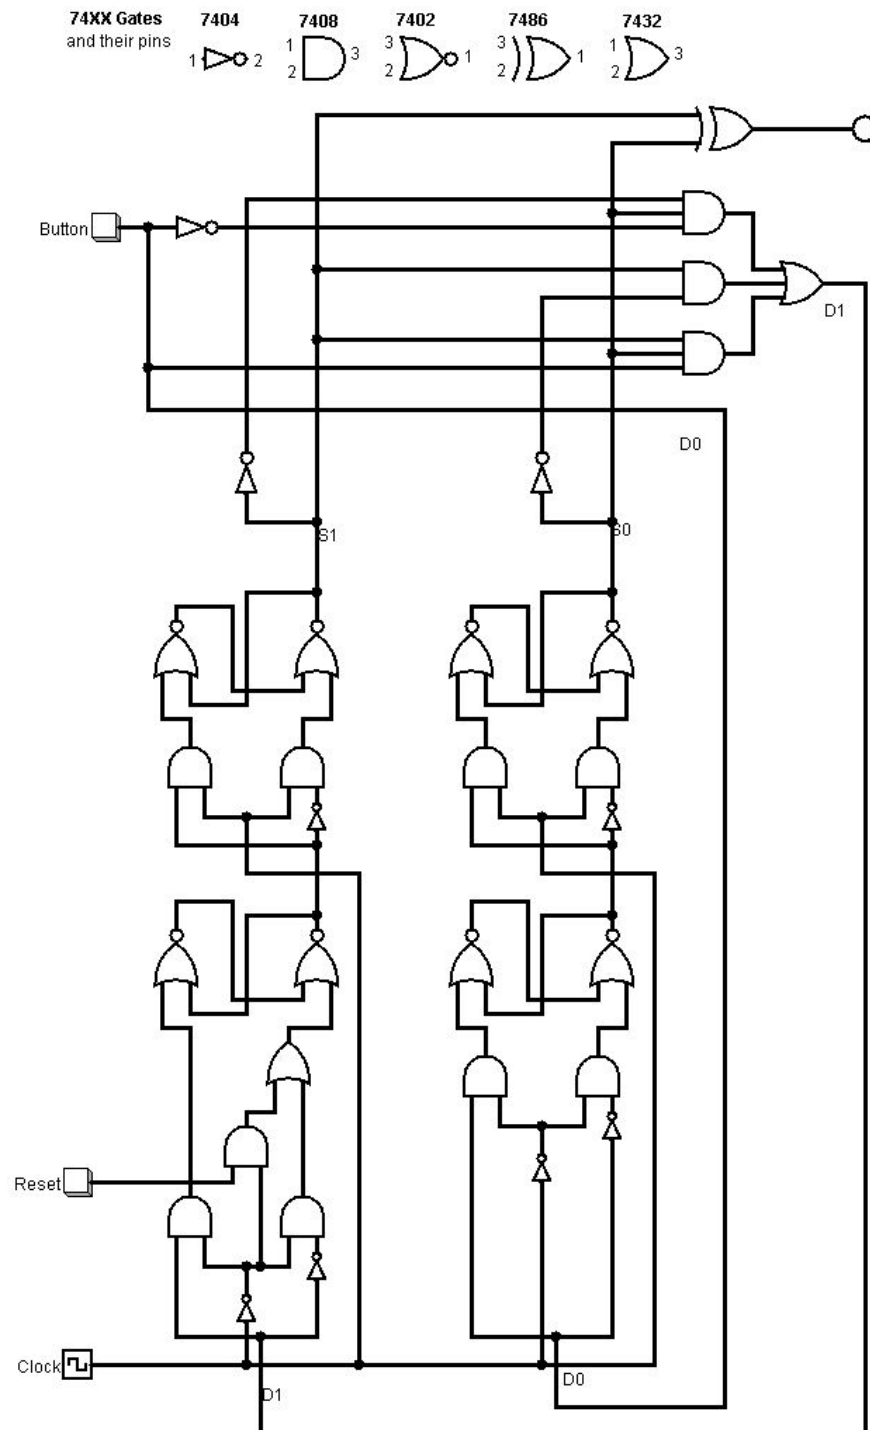 74XX Gates 7404 7408 7402 7486 7432
and their pins
1 2
1 2 3
3 2 1
3 2 1
1 2 3
Button
D1
D0
S1
S0
Reset
Clock
D1
D0